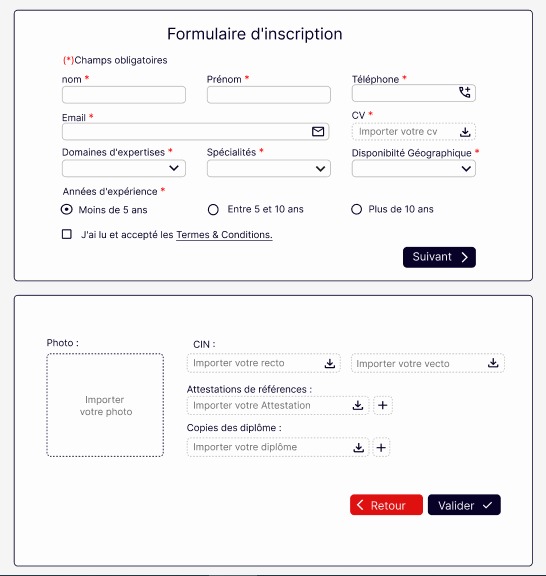 Formulaire d'inscription
(*)Champs obligatoires
nom * Prénom * Téléphone *
Email * CV *
Importer votre cv
Domaines d'expertises * Spécialités * Disponibilté Géographique *
Années d'expérience *
Moins de 5 ans Entre 5 et 10 ans Plus de 10 ans
J'ai lu et accepté les Termes & Conditions.
Suivant
Photo : CIN :
Importer votre recto Importer votre vecto
Attestations de références :
Importer votre photo
Importer votre Attestation
Copies des diplôme :
Importer votre diplôme
Retour Valider